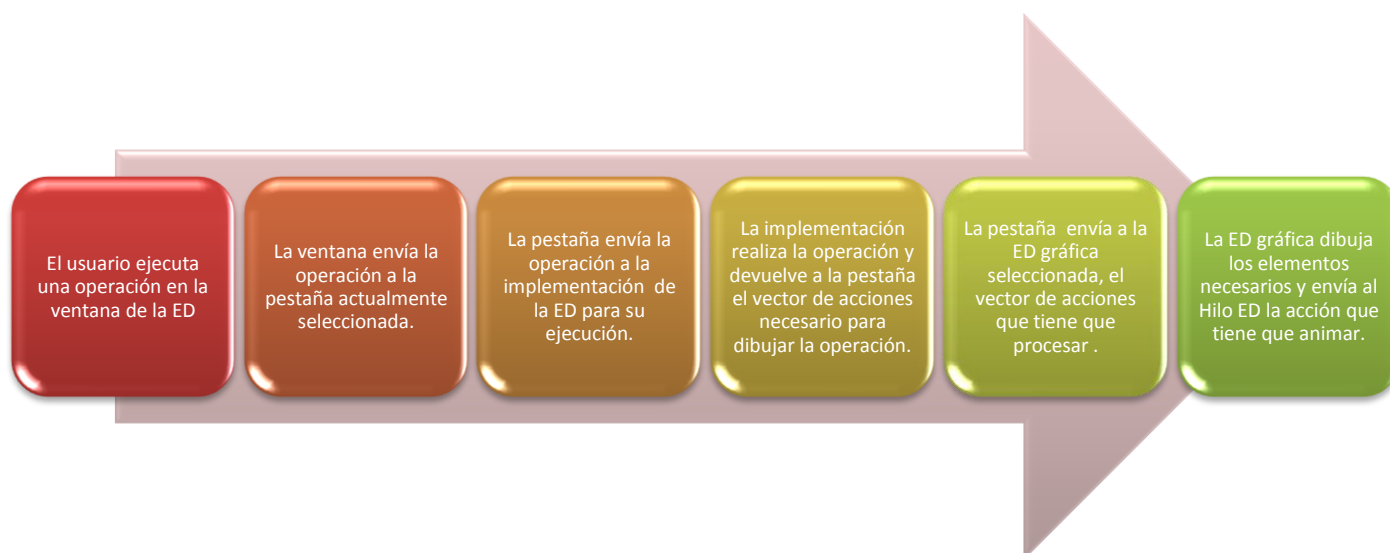 El usuario ejecuta
una operación en la
ventana de la ED
La ventana envía la
operación a la
pestaña actualmente
seleccionada.
La pestaña envía la
operación a la
implementación de
la ED para su
ejecución.
La implementación
realiza la operación y
devuelve a la pestaña
el vector de acciones
necesario para
dibujar la operación.
La pestaña envía a la
ED gráfica
seleccionada, el
vector de acciones
que tiene que
procesar .
La ED gráfica dibuja
los elementos
necesarios y envía al
Hilo ED la acción que
tiene que animar.